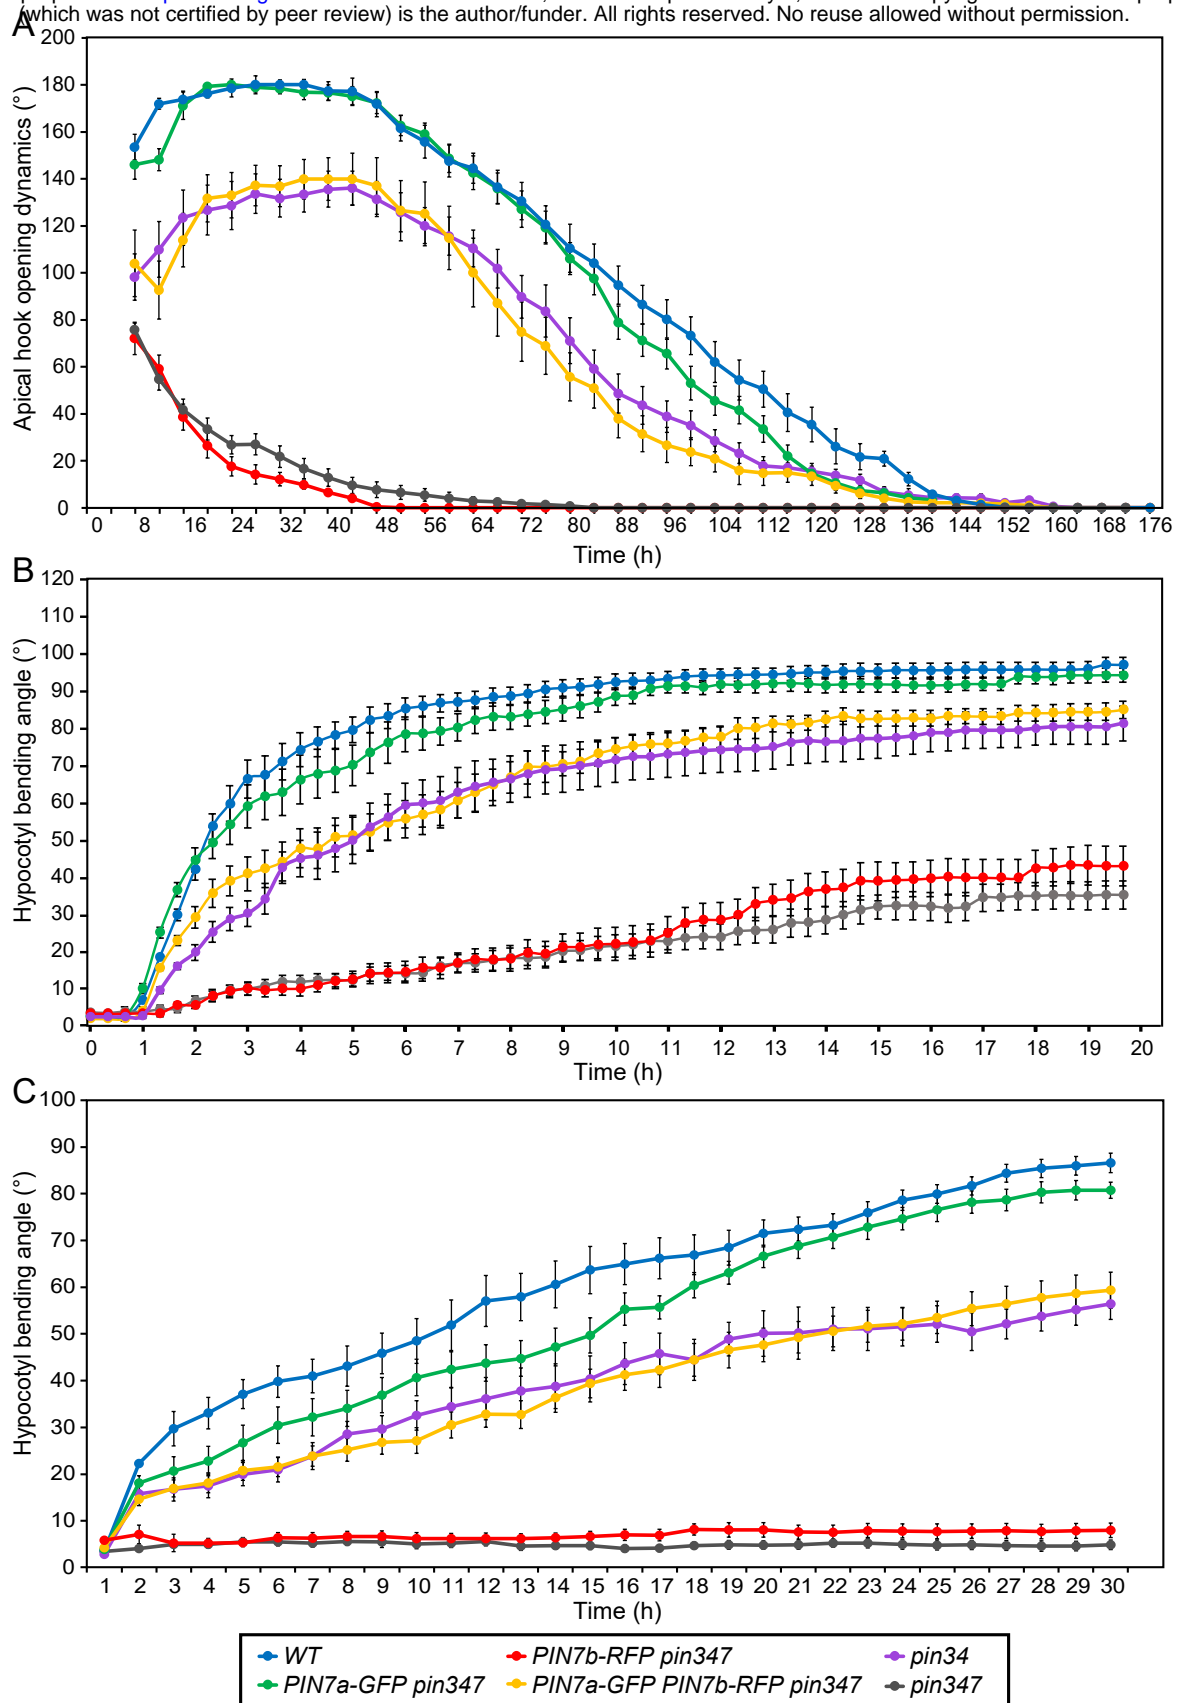 (which was not certified by peer review) is the author/funder. All rights reserved. No reuse allowed without permission.
A
Apical hook opening dynamics (°)
200
180
160
140
120
100
80
60
40
20
0
0 8 16 24 32 40 48 56 64 72 80 88 96 104 112 120 128 136 144 152 160 168 176
Time (h)
B
Hypocotyl bending angle (°)
120
110
100
90
80
70
60
50
40
30
20
10
0
0 1 2 3 4 5 6 7 8 9 10 11 12 13 14 15 16 17 18 19 20
Time (h)
C
Hypocotyl bending angle (°)
100
90
80
70
60
50
40
30
20
10
0
1 2 3 4 5 6 7 8 9 10 11 12 13 14 15 16 17 18 19 20 21 22 23 24 25 26 27 28 29 30
Time (h)
WT PIN7b-RFP pin347 pin34
PIN7a-GFP pin347 PIN7a-GFP PIN7b-RFP pin347 pin347